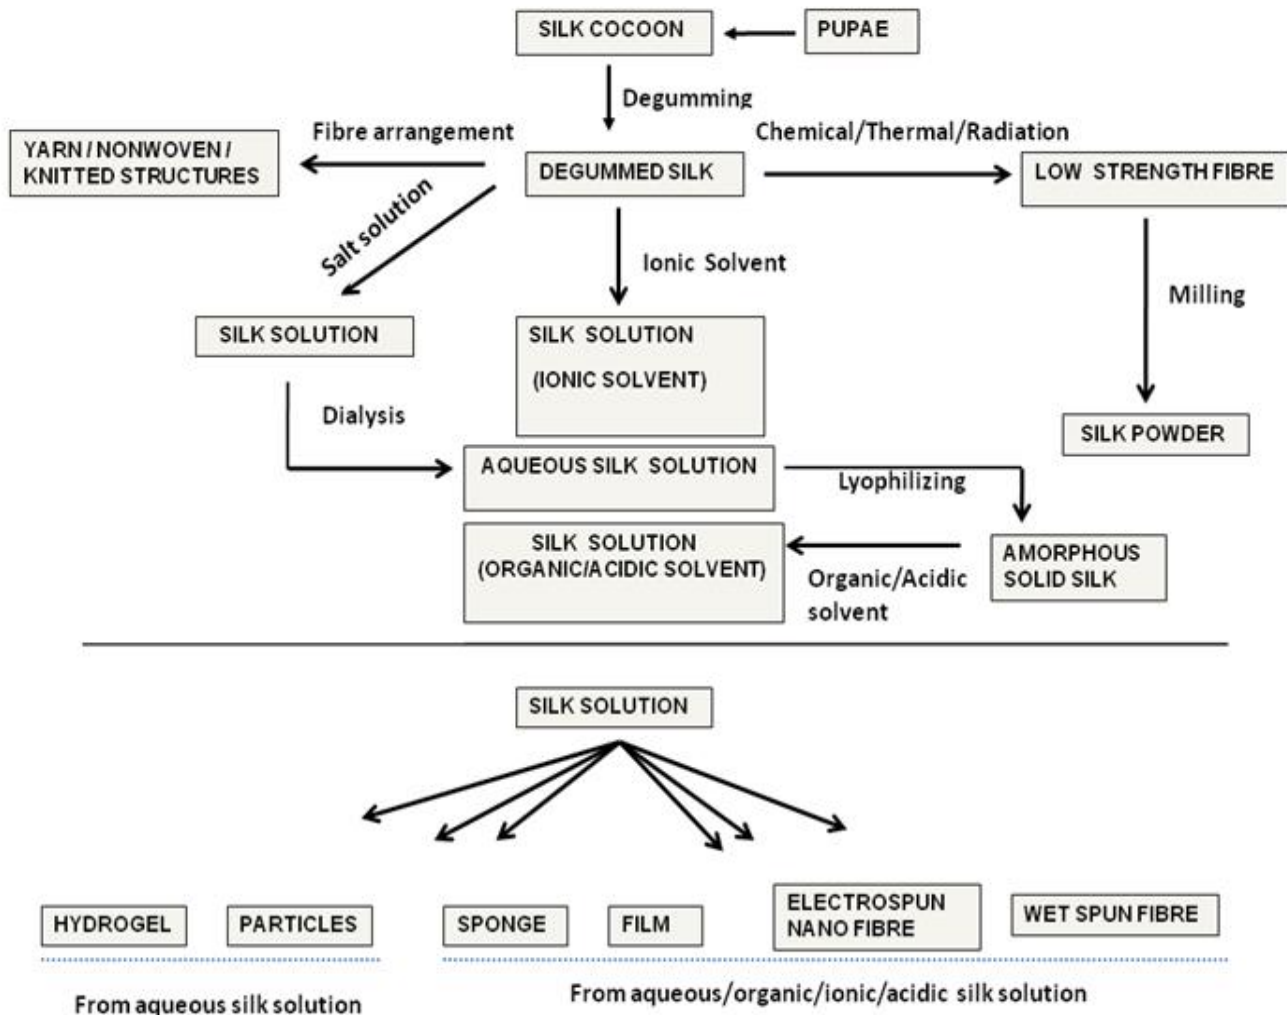 SILK COCOON
PUPAE
Degumming
Fibre arrangement
Chemical/Thermal/Radiation
YARN / NONWOVEN /
KNITTED STRUCTURES
DEGUMMED SILK
LOW STRENGTH FIBRE
Salt solution
Ionic Solvent
Milling
SILK SOLUTION
SILK SOLUTION
(IONIC SOLVENT)
Dialysis
SILK POWDER
AQUEOUS SILK SOLUTION
Lyophilizing
SILK SOLUTION
(ORGANIC/ACIDIC SOLVENT)
AMORPHOUS
SOLID SILK
Organic/Acidic
solvent
SILK SOLUTION
HYDROGEL
PARTICLES
SPONGE
FILM
ELECTROSPUN
NANO FIBRE
WET SPUN FIBRE
From aqueous silk solution
From aqueous/organic/ionic/acidic silk solution